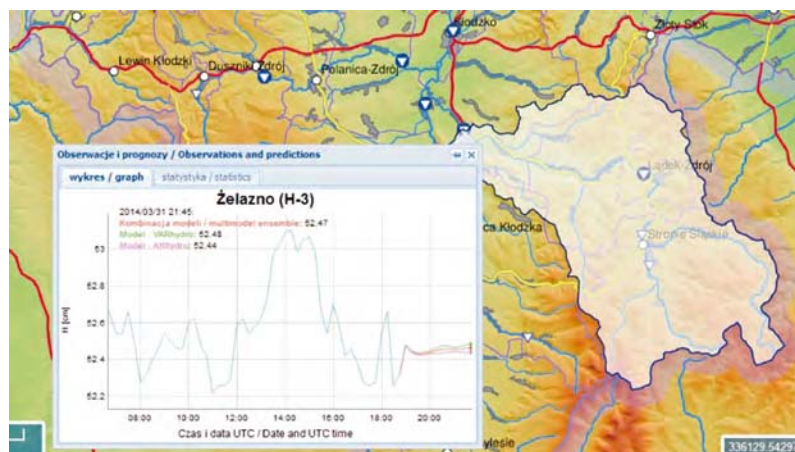 Kłodzko
Złoty Stok
Lewin Kłodzki
Duszniki Zdrój
Polanica-Zdrój
Obserwacje i prognozy / Observations and predictions
wykres / graph
statystyka / statistics
Lądek-Zdrój
Żelazno (H-3)
2014/03/31 21:45:
Kombinacja modeli / multimodel ensemble: 52.47
Model : VARhydro: 52.48
Model : ARhydro: 52.44
ca Kłodzka
Stronie Śląskie
53
52.8
52.6
52.4
52.2
H [cm]
08:00 10:00 12:00 14:00 16:00 18:00 20:00
Czas i data UTC / Date and UTC time
ylesie
336129.5429